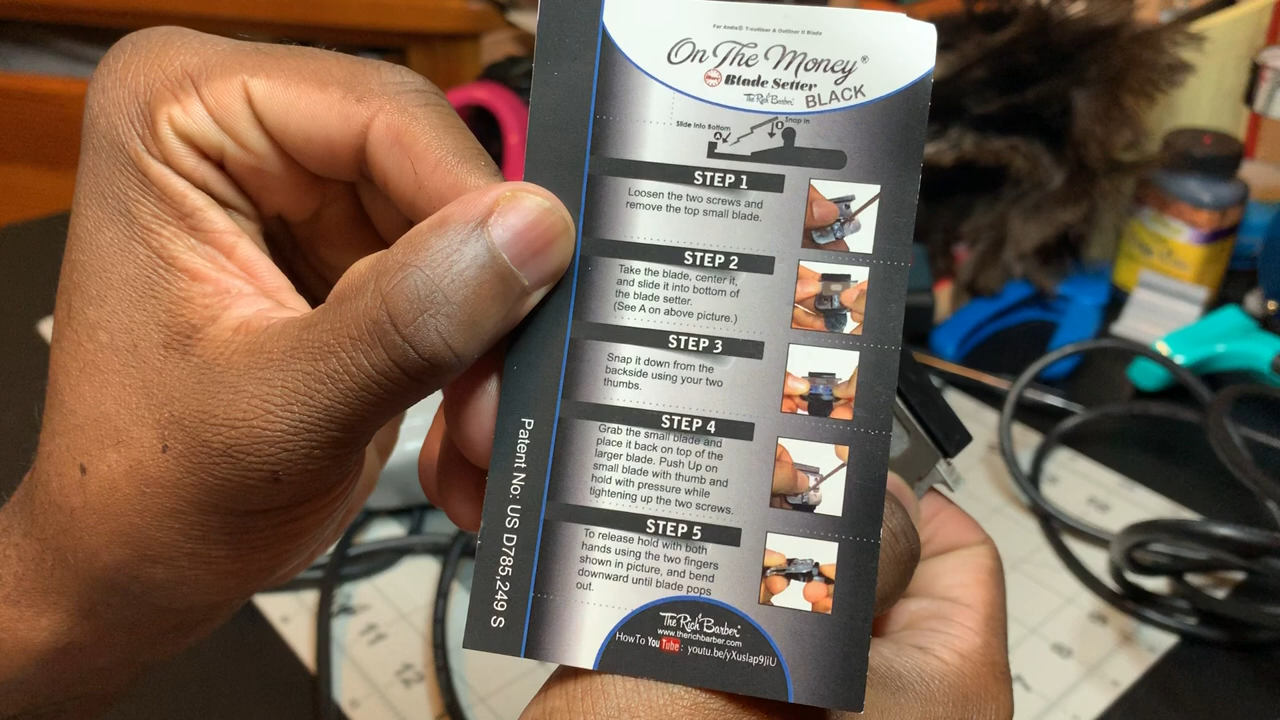 For Andis® T-outliner & Outliner II Blade
On The Money®
Blade Setter
The Rich Barber®
BLACK
Slide Into Bottom
A
Snap In
B
STEP 1
Loosen the two screws and
remove the top small blade.
STEP 2
Take the blade, center it,
and slide it into bottom of
the blade setter.
(See A on above picture.)
STEP 3
Snap it down from the
backside using your two
thumbs.
STEP 4
Grab the small blade and
place it back on top of the
larger blade. Push Up on
small blade with thumb and
hold with pressure while
tightening up the two screws.
STEP 5
To release hold with both
hands using the two fingers
shown in picture, and bend
downward until blade pops
out.
The Rich Barber®
www.therichbarber.com
HowTo YouTube: youtu.be/yXuslap9JiU
Patent No: US D785,249 S
11
12